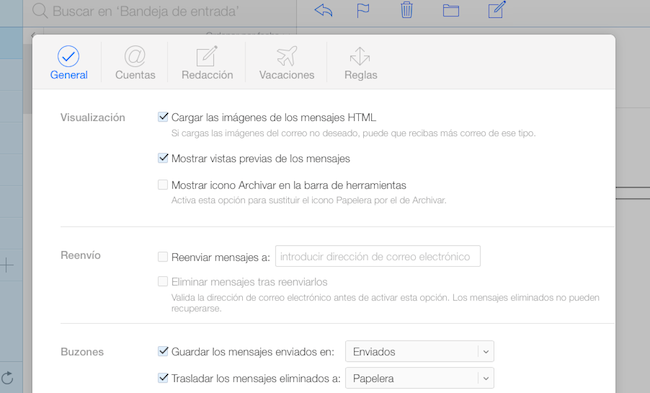 Buscar en 'Bandeja de entrada'
General
Cuentas
Redacción
Vacaciones
Reglas
Visualización
Cargar las imágenes de los mensajes HTML
Si cargas las imágenes del correo no deseado, puede que recibas más correo de ese tipo.
Mostrar vistas previas de los mensajes
Mostrar icono Archivar en la barra de herramientas
Activa esta opción para sustituir el icono Papelera por el de Archivar.
Reenvío
Reenviar mensajes a: introducir dirección de correo electrónico
Eliminar mensajes tras reenviarlos
Valida la dirección de correo electrónico antes de activar esta opción. Los mensajes eliminados no pueden
recuperarse.
Buzones
Guardar los mensajes enviados en: Enviados
Trasladar los mensajes eliminados a: Papelera